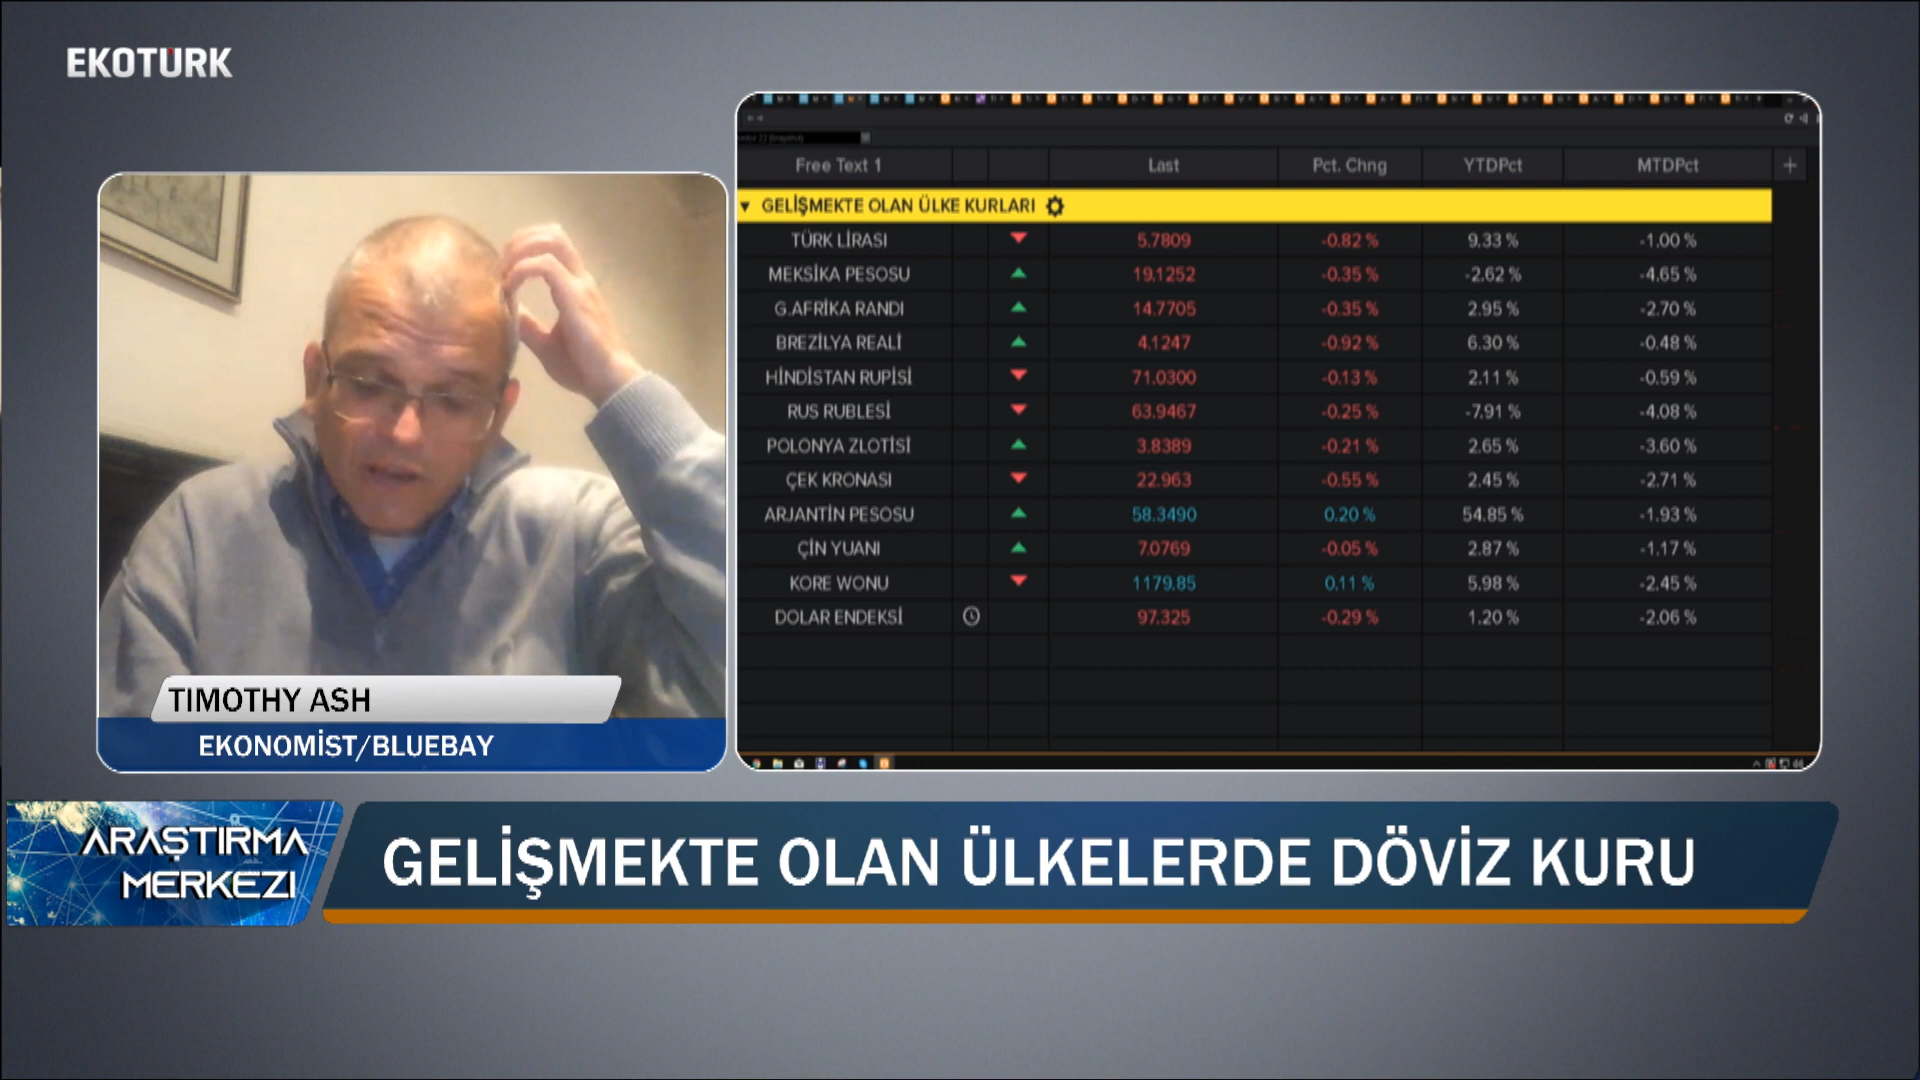 EKOTÜRK
Free Text 1 Last Pct. Chng YTDPct MTDPct
GELİŞMEKTE OLAN ÜLKE KURLARI
TÜRK LİRASI 5.7809 -0.82 % 9.33 % -1.00 %
MEKSİKA PESOSU 19.1252 -0.35 % -2.62 % -4.65 %
G.AFRİKA RANDI 14.7705 -0.35 % 2.95 % -2.70 %
BREZİLYA REALİ 4.1247 -0.92 % 6.30 % -0.48 %
HİNDİSTAN RUPİSİ 71.0300 -0.13 % 2.11 % -0.59 %
RUS RUBLESİ 63.9467 -0.25 % -7.91 % -4.08 %
POLONYA ZLOTİSİ 3.8389 -0.21 % 2.65 % -3.60 %
ÇEK KRONASI 22.963 -0.55 % 2.45 % -2.71 %
ARJANTİN PESOSU 58.3490 0.20 % 54.85 % -1.93 %
ÇİN YUANI 7.0769 -0.05 % 2.87 % -1.17 %
KORE WONU 1179.85 0.11 % 5.98 % -2.45 %
DOLAR ENDEKSİ 97.325 -0.29 % 1.20 % -2.06 %
TIMOTHY ASH
EKONOMİST/BLUEBAY
ARAŞTIRMA
MERKEZI
GELİŞMEKTE OLAN ÜLKELERDE DÖVİZ KURU